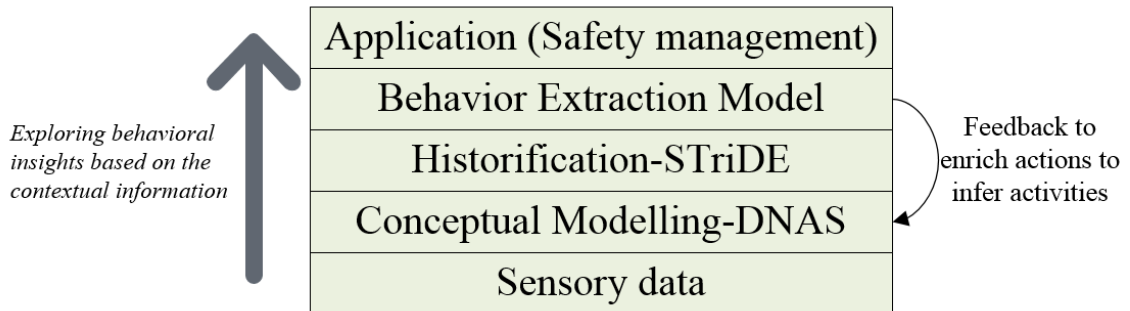 Application (Safety management)
Behavior Extraction Model
Historification-STriDE
Conceptual Modelling-DNAS
Sensory data
Exploring behavioral
insights based on the
contextual information
Feedback to
enrich actions to
infer activities